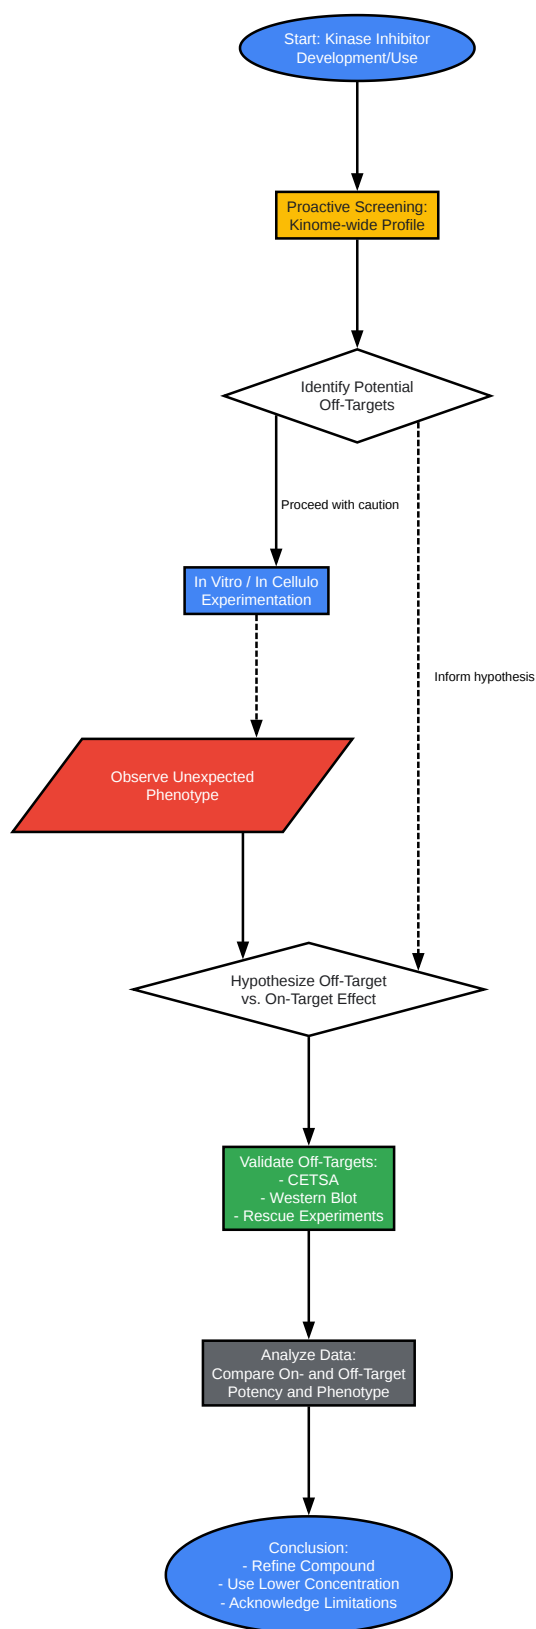 Start: Kinase Inhibitor
Development/Use
Proactive Screening:
Kinome-wide Profile
Identify Potential
Off-Targets
Proceed with caution
In Vitro / In Cellulo
Experimentation
Inform hypothesis
Observe Unexpected
Phenotype
Hypothesize Off-Target
vs. On-Target Effect
Validate Off-Targets:
- CETSA
- Western Blot
- Rescue Experiments
Analyze Data:
Compare On- and Off-Target
Potency and Phenotype
Conclusion:
- Refine Compound
- Use Lower Concentration
- Acknowledge Limitations